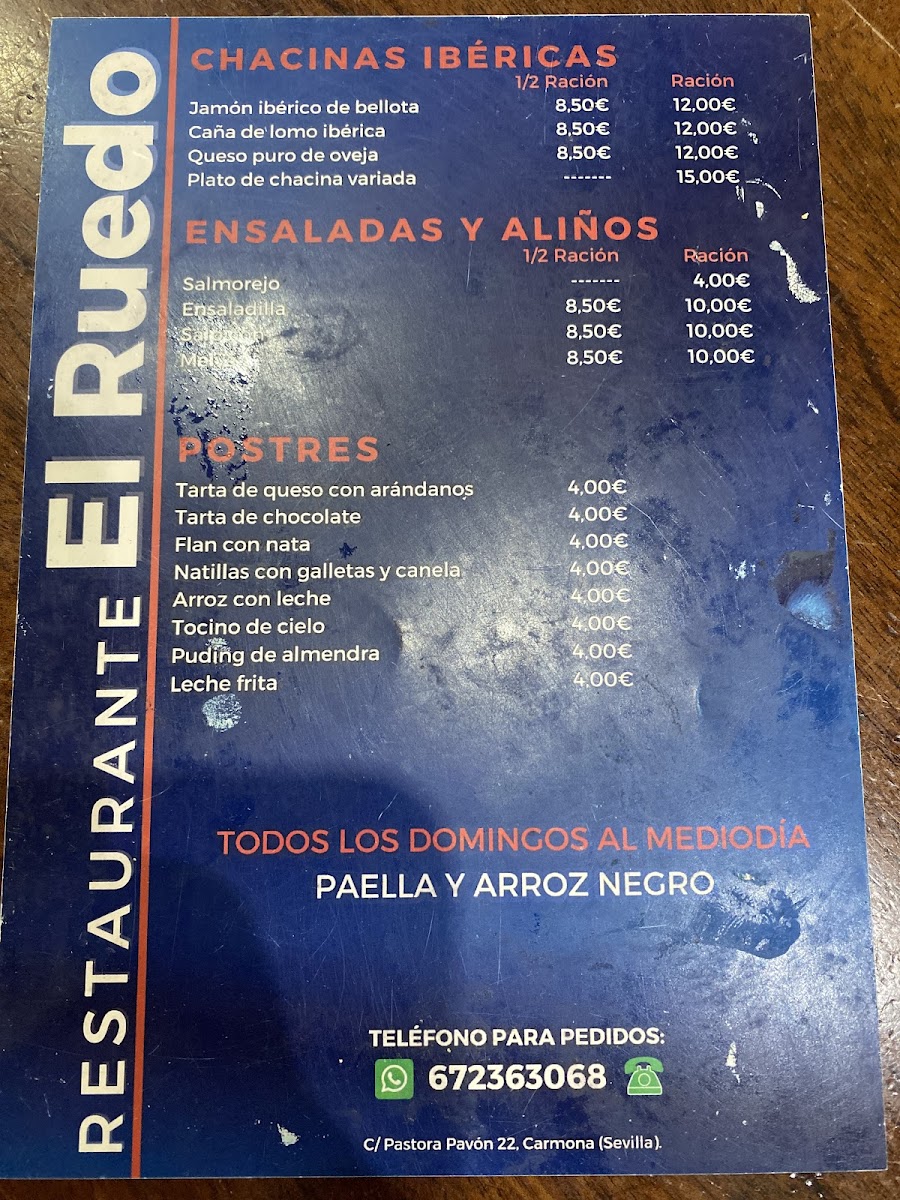 RESTAURANTE El Ruedo
CHACINAS IBÉRICAS
1/2 Ración Ración
Jamón ibérico de bellota 8,50€ 12,00€
Caña de lomo ibérica 8,50€ 12,00€
Queso puro de oveja 8,50€ 12,00€
Plato de chacina variada ------- 15,00€
ENSALADAS Y ALIÑOS
1/2 Ración Ración
Salmorejo ------- 4,00€
Ensaladilla 8,50€ 10,00€
8,50€ 10,00€
8,50€ 10,00€
POSTRES
Tarta de queso con arándanos 4,00€
Tarta de chocolate 4,00€
Flan con nata 4,00€
Natillas con galletas y canela 4,00€
Arroz con leche 4,00€
Tocino de cielo 4,00€
Puding de almendra 4,00€
Leche frita 4,00€
TODOS LOS DOMINGOS AL MEDIODÍA
PAELLA Y ARROZ NEGRO
TELÉFONO PARA PEDIDOS:
672363068
C/ Pastora Pavón 22, Carmona (Sevilla).